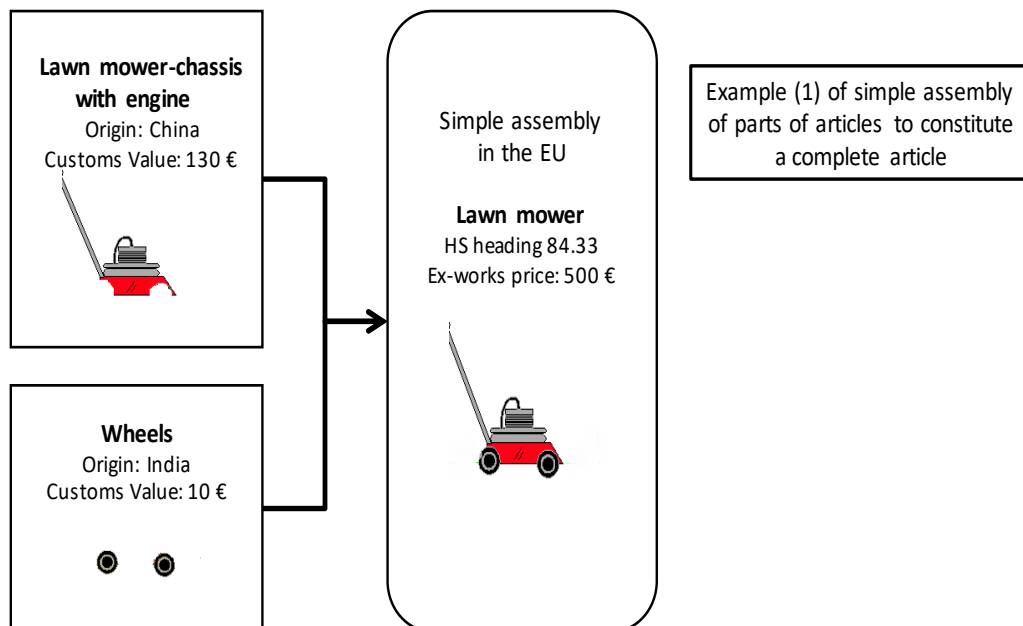 Lawn mower-chassis
with engine
Origin: China
Customs Value: 130 €
Wheels
Origin: India
Customs Value: 10 €
Simple assembly
in the EU
Lawn mower
HS heading 84.33
Ex-works price: 500 €
Example (1) of simple assembly
of parts of articles to constitute
a complete article